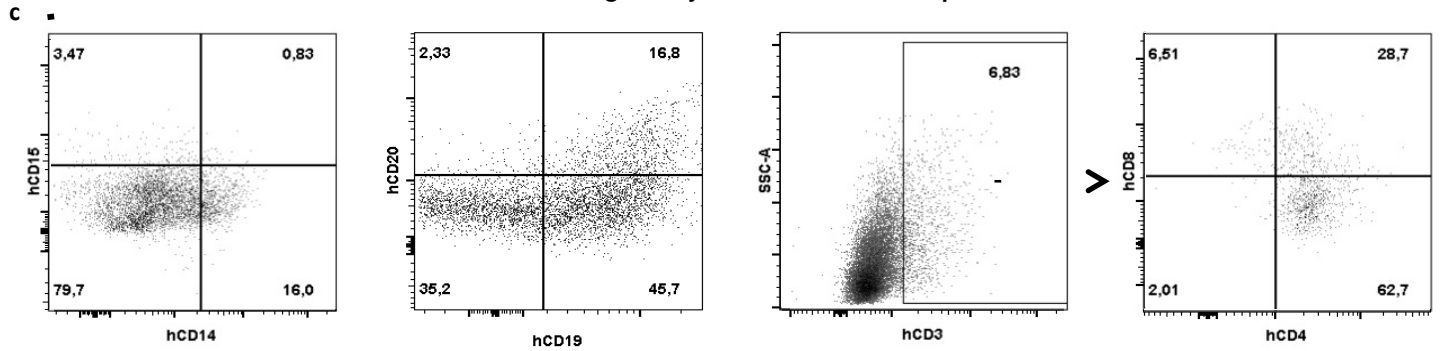 c
3,47
0,83
79,7
16,0
hCD15
hCD14
2,33
16,8
35,2
45,7
hCD20
hCD19
6,83
-
SSC-A
hCD3
>
6,51
28,7
2,01
62,7
hCD8
hCD4